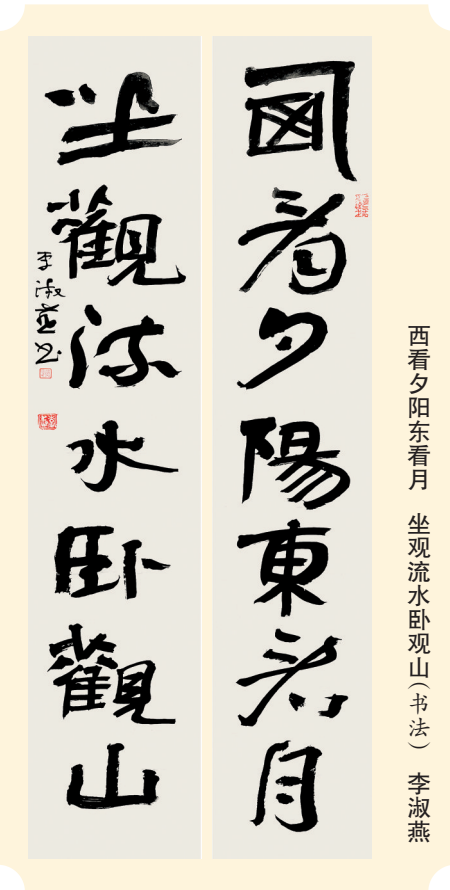 西看夕阳东看月　坐观流水卧观山(书法)　李淑燕
西看夕陽東看月
坐觀流水卧觀山
李淑燕书